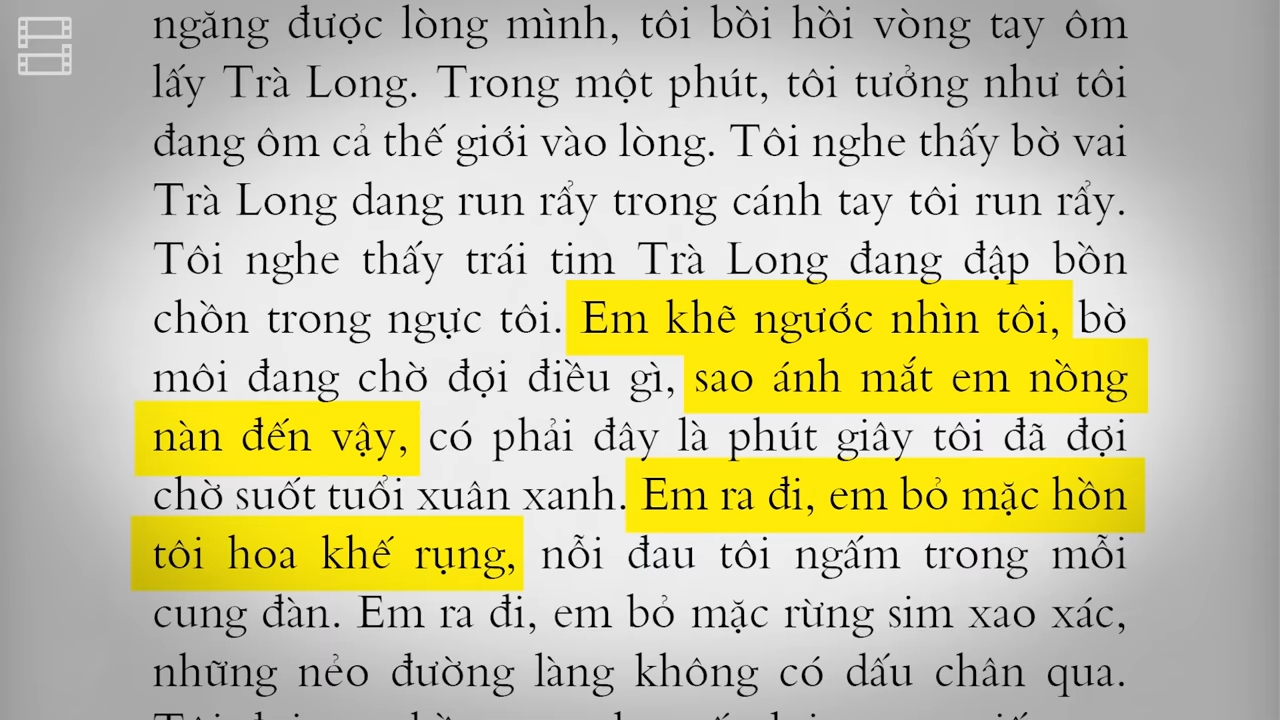 ngăng được lòng mình, tôi bồi hồi vòng tay ôm
lấy Trà Long. Trong một phút, tôi tưởng như tôi
đang ôm cả thế giới vào lòng. Tôi nghe thấy bờ vai
Trà Long dang run rẩy trong cánh tay tôi run rẩy.
Tôi nghe thấy trái tim Trà Long đang đập bồn
chồn trong ngực tôi. Em khẽ ngước nhìn tôi, bờ
môi đang chờ đợi điều gì, sao ánh mắt em nồng
nàn đến vậy, có phải đây là phút giây tôi đã đợi
chờ suốt tuổi xuân xanh. Em ra đi, em bỏ mặc hồn
tôi hoa khế rụng, nỗi đau tôi ngấm trong mỗi
cung đàn. Em ra đi, em bỏ mặc rừng sim xao xác,
những nẻo đường làng không có dấu chân qua.